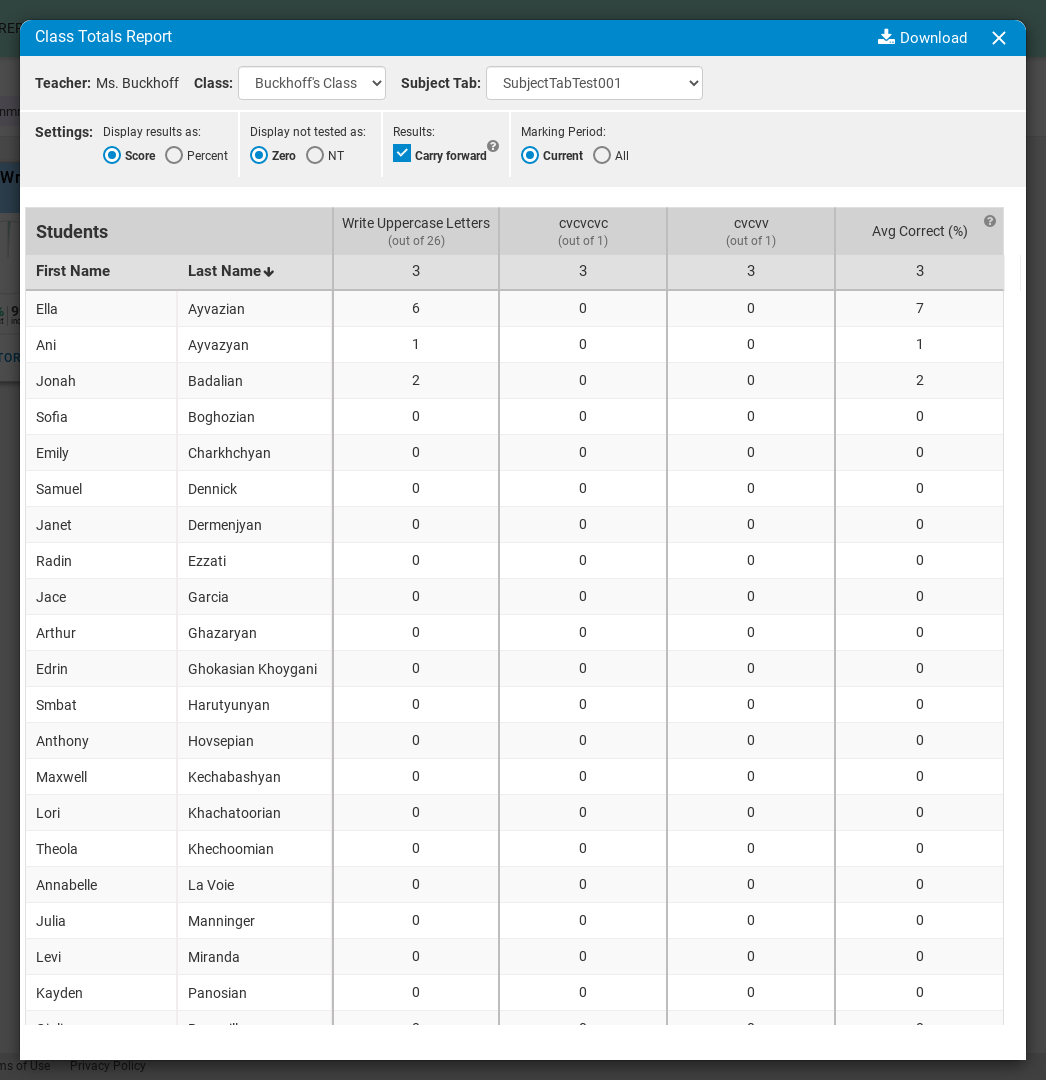 Class Totals Report
Download
Teacher: Ms. Buckhoff Class: Buckhoff's Class Subject Tab: SubjectTabTest001
Settings: Display results as: Display not tested as: Results: Marking Period:
Score Percent Zero NT Carry forward Current All
Students Write Uppercase Letters cvcvcvc cvcvv Avg Correct (%)
(out of 26) (out of 1) (out of 1)
First Name Last Name 3 3 3 3
Ella Ayvazian 6 0 0 7
Ani Ayvazyan 1 0 0 1
Jonah Badalian 2 0 0 2
Sofia Boghozian 0 0 0 0
Emily Charkhchyan 0 0 0 0
Samuel Dennick 0 0 0 0
Janet Dermenjyan 0 0 0 0
Radin Ezzati 0 0 0 0
Jace Garcia 0 0 0 0
Arthur Ghazaryan 0 0 0 0
Edrin Ghokasian Khoygani 0 0 0 0
Smbat Harutyunyan 0 0 0 0
Anthony Hovsepian 0 0 0 0
Maxwell Kechabashyan 0 0 0 0
Lori Khachatoorian 0 0 0 0
Theola Khechoomian 0 0 0 0
Annabelle La Voie 0 0 0 0
Julia Manninger 0 0 0 0
Levi Miranda 0 0 0 0
Kayden Panosian 0 0 0 0
of Use Privacy Policy